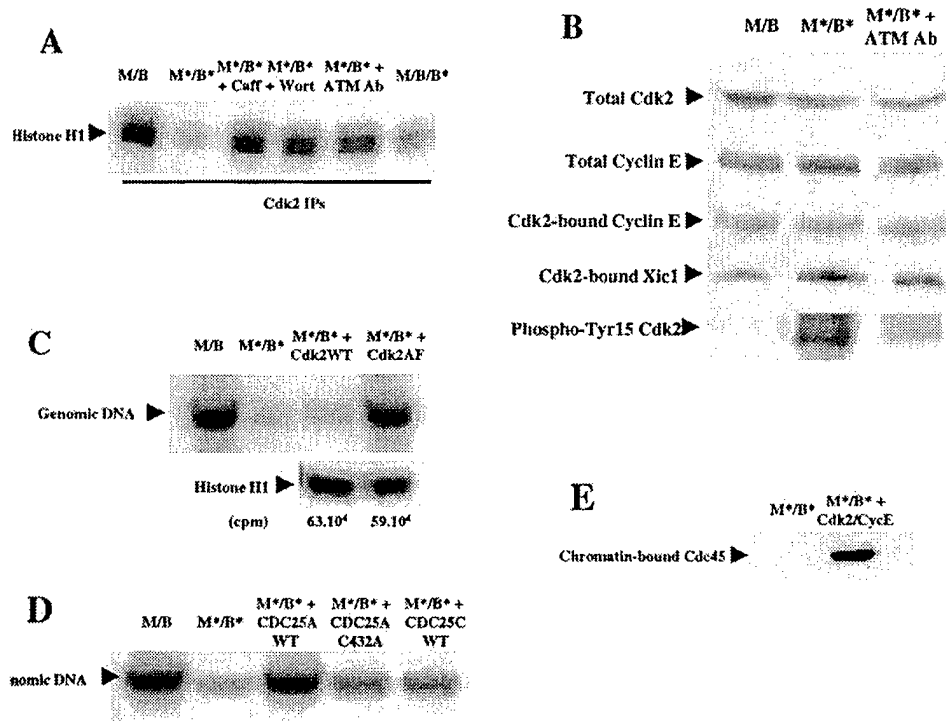 A
M/B M*/B* M*/B* + Caff M*/B* + Wort M*/B* + ATM Ab M/B/B*
Histone H1
Cdk2 IPs
B
M/B M*/B* M*/B* + ATM Ab
Total Cdk2
Total Cyclin E
Cdk2-bound Cyclin E
Cdk2-bound Xic1
Phospho-Tyr15 Cdk2
C
M/B M*/B* M*/B* + Cdk2WT M*/B* + Cdk2AF
Genomic DNA
Histone H1
(cpm) 63.10⁴ 59.10⁴
E
M*/B* M*/B* + Cdk2/CycE
Chromatin-bound Cdc45
D
M/B M*/B* M*/B* + CDC25A WT M*/B* + CDC25A C432A M*/B* + CDC25C WT
nomic DNA